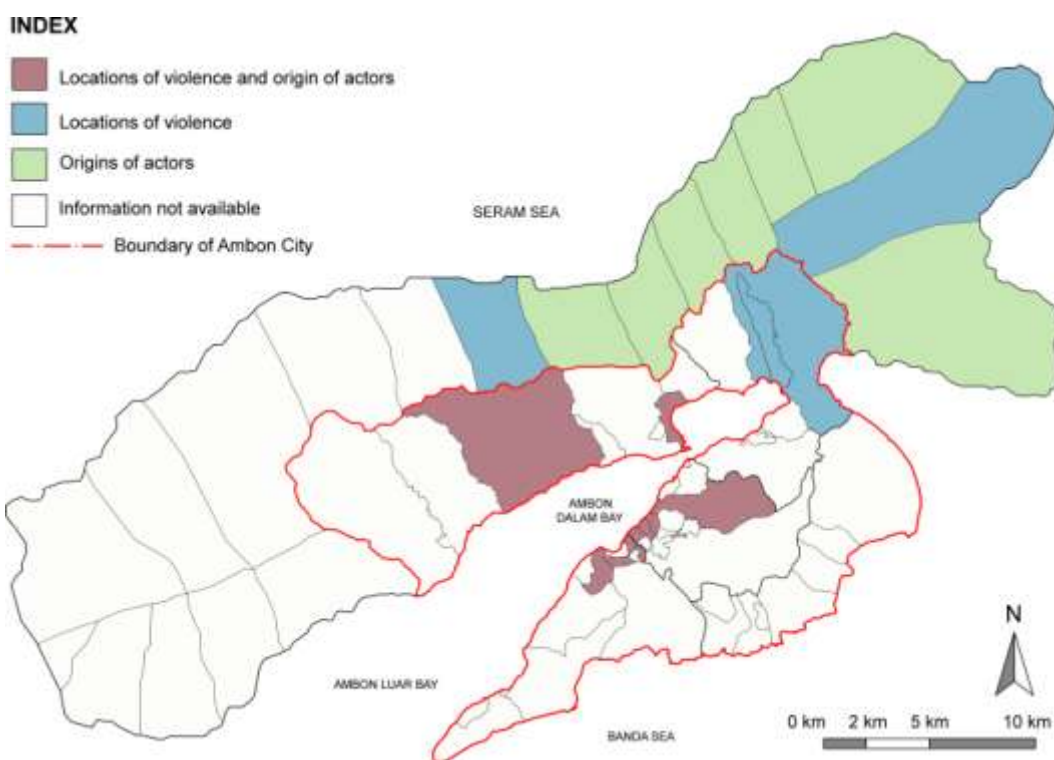 INDEX
Locations of violence and origin of actors
Locations of violence
Origins of actors
Information not available
Boundary of Ambon City
SERAM SEA
AMBON
DALAM BAY
AMBON LUAR BAY
BANDA SEA
N
0 km 2 km 5 km 10 km